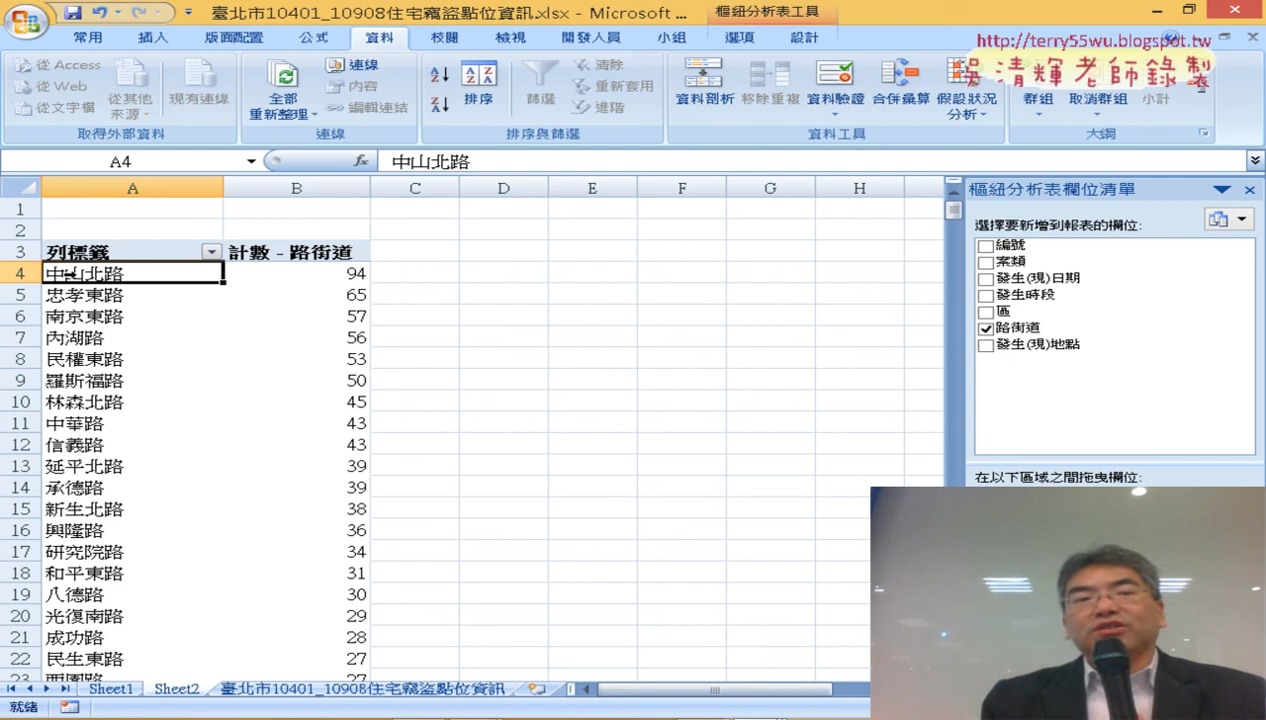 臺北市10401_10908住宅竊盜點位資訊.xlsx - Microsoft ...
樞紐分析表工具
常用 插入 版面配置 公式 資料 校閱 檢視 開發人員 小組 選項 設計
http://terry55wu.blogspot.tw
吳清輝老師錄製
從 Access
從 Web
從文字檔
從其他來源
現有連線
取得外部資料
全部重新整理
連線
內容
編輯連結
連線
排序
篩選
清除
重新套用
進階
排序與篩選
資料剖析
移除重複
資料驗證
合併彙算
假設狀況分析
資料工具
群組
取消群組
小計
大綱
A4
fx
中山北路
A B C D E F G H
1
2
3 列標籤 計數 - 路街道
4 中山北路 94
5 忠孝東路 65
6 南京東路 57
7 內湖路 56
8 民權東路 53
9 羅斯福路 50
10 林森北路 45
11 中華路 43
12 信義路 43
13 延平北路 39
14 承德路 39
15 新生北路 38
16 興隆路 36
17 研究院路 34
18 和平東路 31
19 八德路 30
20 光復南路 29
21 成功路 28
22 民生東路 27
樞紐分析表欄位清單
選擇要新增到報表的欄位:
編號
案類
發生(現)日期
發生時段
區
路街道
發生(現)地點
在以下區域之間拖曳欄位:
Sheet1 Sheet2 臺北市10401_10908住宅竊盜點位資訊
就緒